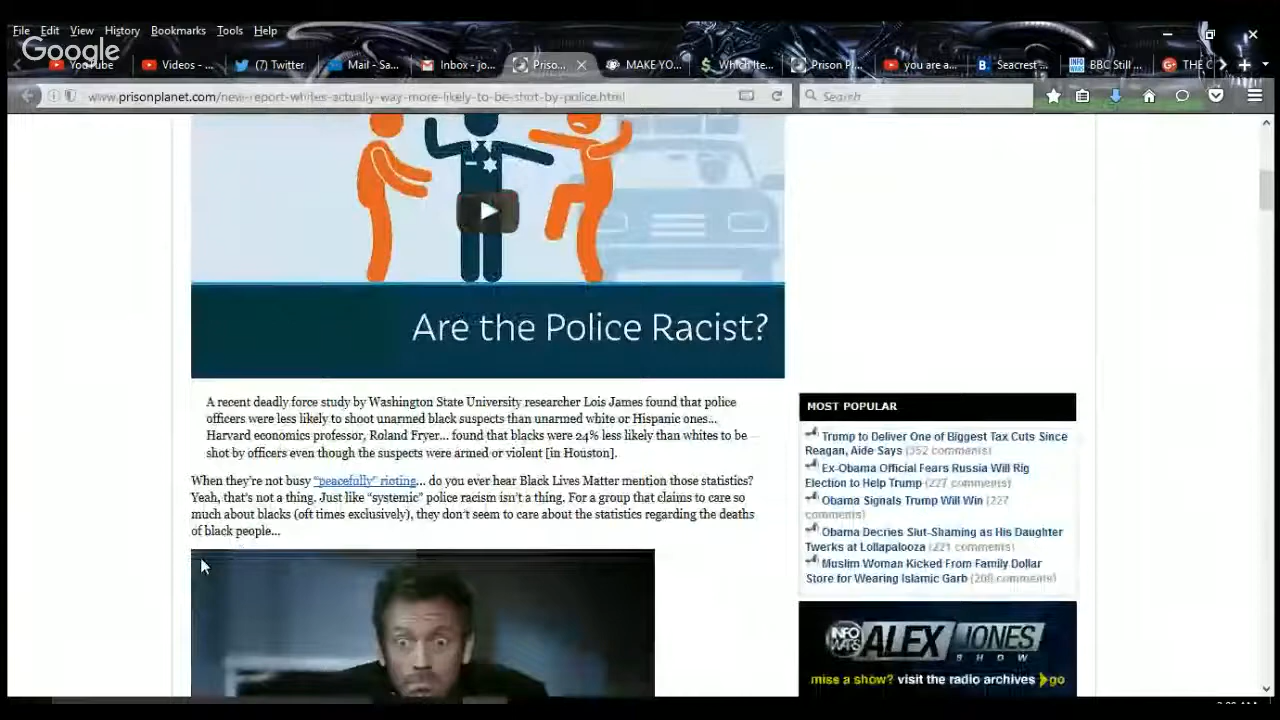 File Edit View History Bookmarks Tools Help
Google
YouTube Videos - ... (7) Twitter Mail - Sa... Inbox - jo... Priso... MAKE YO... Which Ite... Prison P... you are a... Seacrest ... BBC Still ... THE C
www.prisonplanet.com/new-report-whites-actually-way-more-likely-to-be-shot-by-police.html Search
Are the Police Racist?
A recent deadly force study by Washington State University researcher Lois James found that police
officers were less likely to shoot unarmed black suspects than unarmed white or Hispanic ones...
Harvard economics professor, Roland Fryer... found that blacks were 24% less likely than whites to be
shot by officers even though the suspects were armed or violent [in Houston].
When they're not busy "peacefully" rioting... do you ever hear Black Lives Matter mention those statistics?
Yeah, that's not a thing. Just like "systemic" police racism isn't a thing. For a group that claims to care so
much about blacks (oft times exclusively), they don't seem to care about the statistics regarding the deaths
of black people...
MOST POPULAR
Trump to Deliver One of Biggest Tax Cuts Since
Reagan, Aide Says (352 comments)
Ex-Obama Official Fears Russia Will Rig
Election to Help Trump (227 comments)
Obama Signals Trump Will Win (227
comments)
Obama Decries Slut-Shaming as His Daughter
Twerks at Lollapalooza (221 comments)
Muslim Woman Kicked From Family Dollar
Store for Wearing Islamic Garb (208 comments)
INFO WARS ALEX JONES
SHOW
miss a show? visit the radio archives go